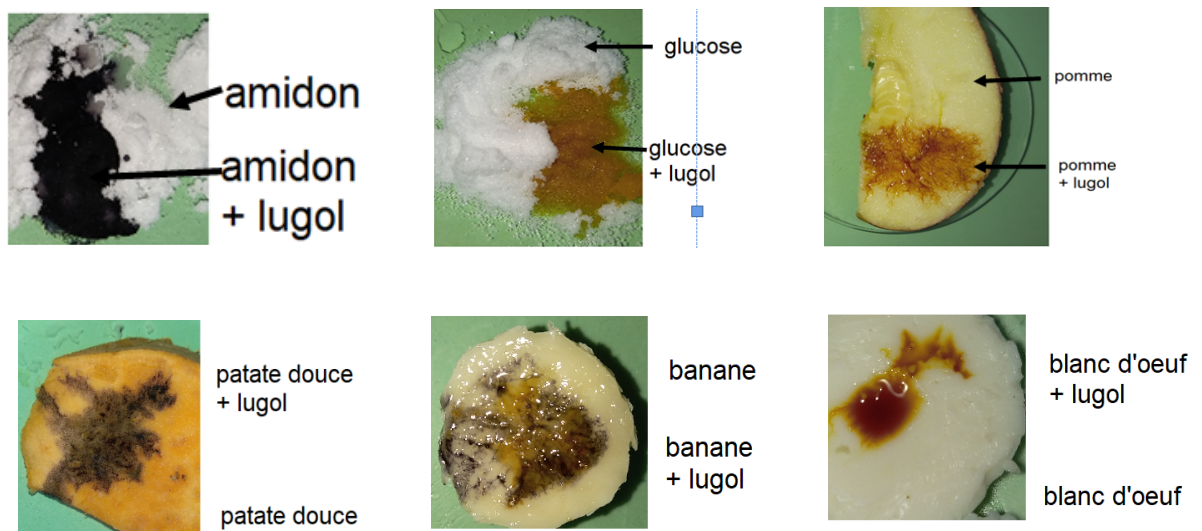 amidon
amidon
+ lugol
glucose
glucose
+ lugol
pomme
pomme
+ lugol
patate douce
+ lugol
patate douce
banane
banane
+ lugol
blanc d'oeuf
+ lugol
blanc d'oeuf